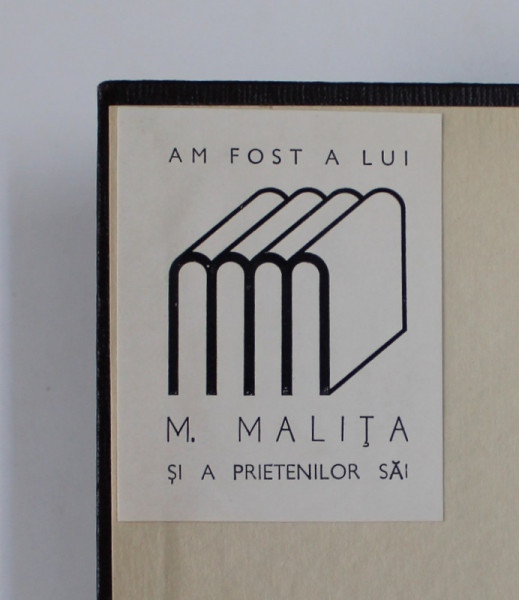 AM FOST A LUI
M. MALIŢA
ŞI A PRIETENILOR SĂI